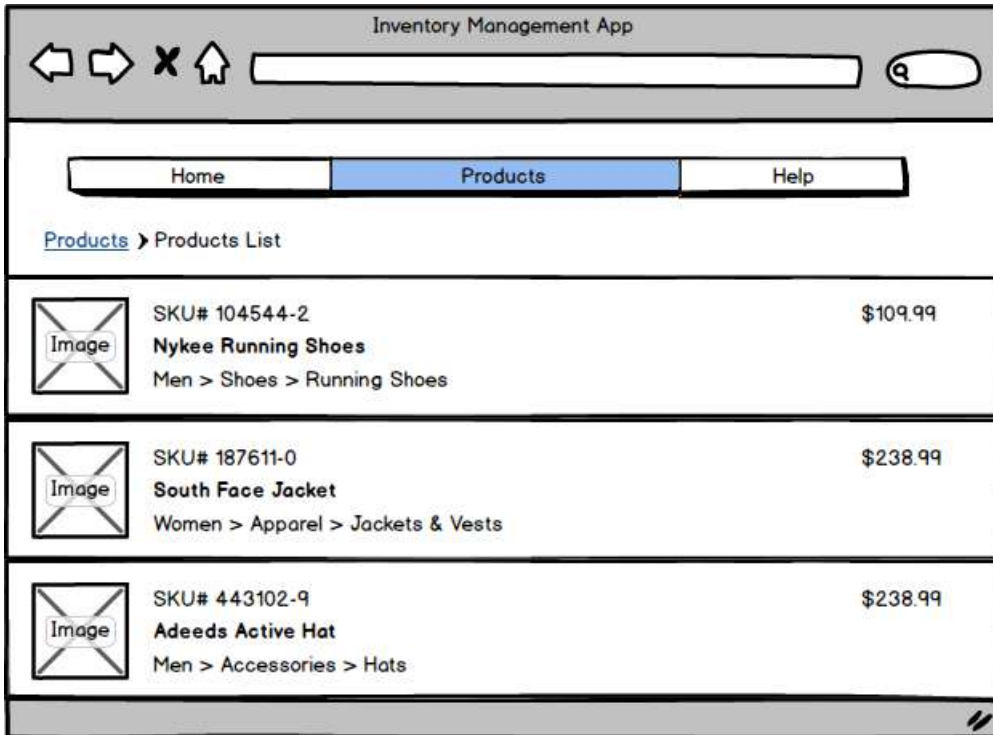 Inventory Management App
Home Products Help
Products > Products List
Image
SKU# 104544-2
$109.99
Nykee Running Shoes
Men > Shoes > Running Shoes
Image
SKU# 187611-0
$238.99
South Face Jacket
Women > Apparel > Jackets & Vests
Image
SKU# 443102-9
$238.99
Adeeds Active Hat
Men > Accessories > Hats